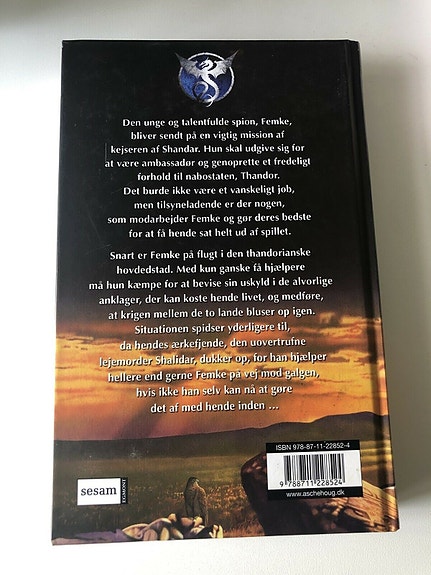 Den unge og talentfulde spion, Femke,
bliver sendt på en vigtig mission af
kejseren af Shandar. Hun skal udgive sig for
at være ambassadør og genoprette et fredeligt
forhold til nabostaten, Thandor.
Det burde ikke være et vanskeligt job,
men tilsyneladende er der nogen,
som modarbejder Femke og gør deres bedste
for at få hende sat helt ud af spillet.
Snart er Femke på flugt i den thandorianske
hovdedstad. Med kun ganske få hjælpere
må hun kæmpe for at bevise sin uskyld i de alvorlige
anklager, der kan koste hende livet, og medføre,
at krigen mellem de to lande bluser op igen.
Situationen spidser yderligere til,
da hendes ærkefjende, den uovertrufne
lejemorder Shalidar, dukker op, for han hjælper
hellere end gerne Femke på vej mod galgen,
hvis ikke han selv kan nå at gøre
det af med hende inden ...
ISBN 978-87-11-22852-4
9 788711 228524
www.aschehoug.dk
sesam
EGMONT